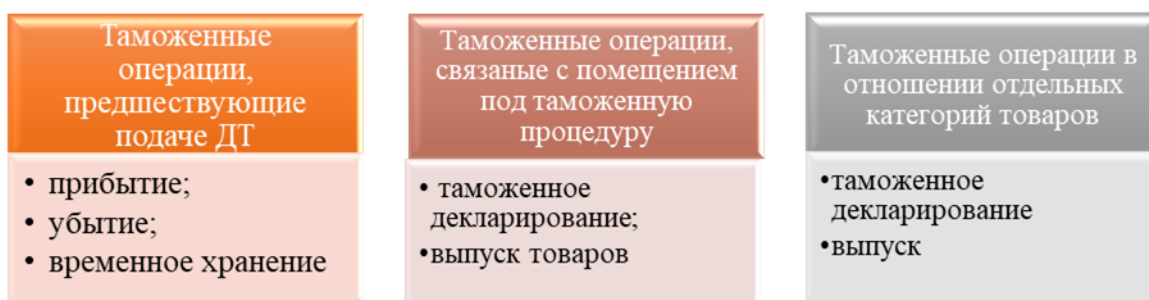 Таможенные
операции,
предшествующие
подаче ДТ
• прибытие;
• убытие;
• временное хранение
Таможенные операции,
связаные с помещением
под таможенную
процедуру
• таможенное
декларирование;
•выпуск товаров
Таможенные операции в
отношении отдельных
категорий товаров
•таможенное
декларирование
•выпуск